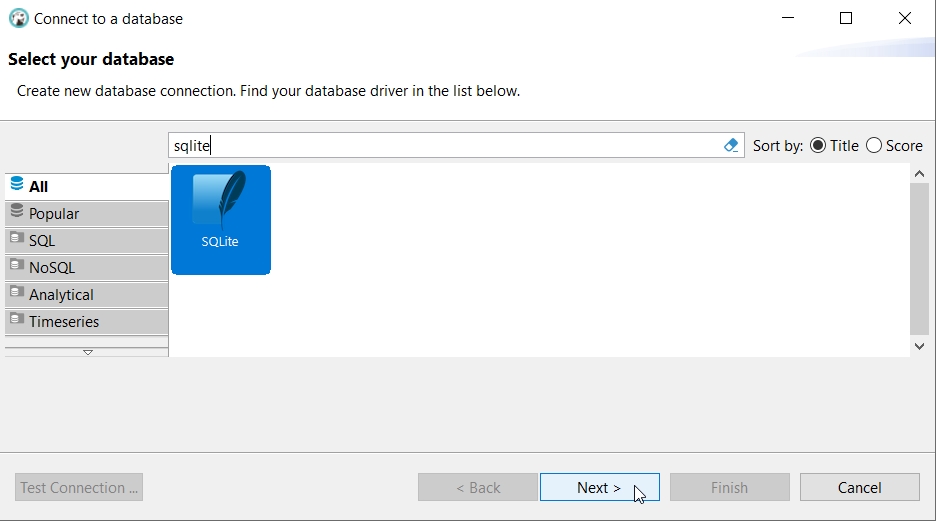 Connect to a database
Select your database
Create new database connection. Find your database driver in the list below.
sqlite
Sort by: Title Score
All
Popular
SQL
NoSQL
Analytical
Timeseries
SQLite
Test Connection ...
< Back
Next >
Finish
Cancel